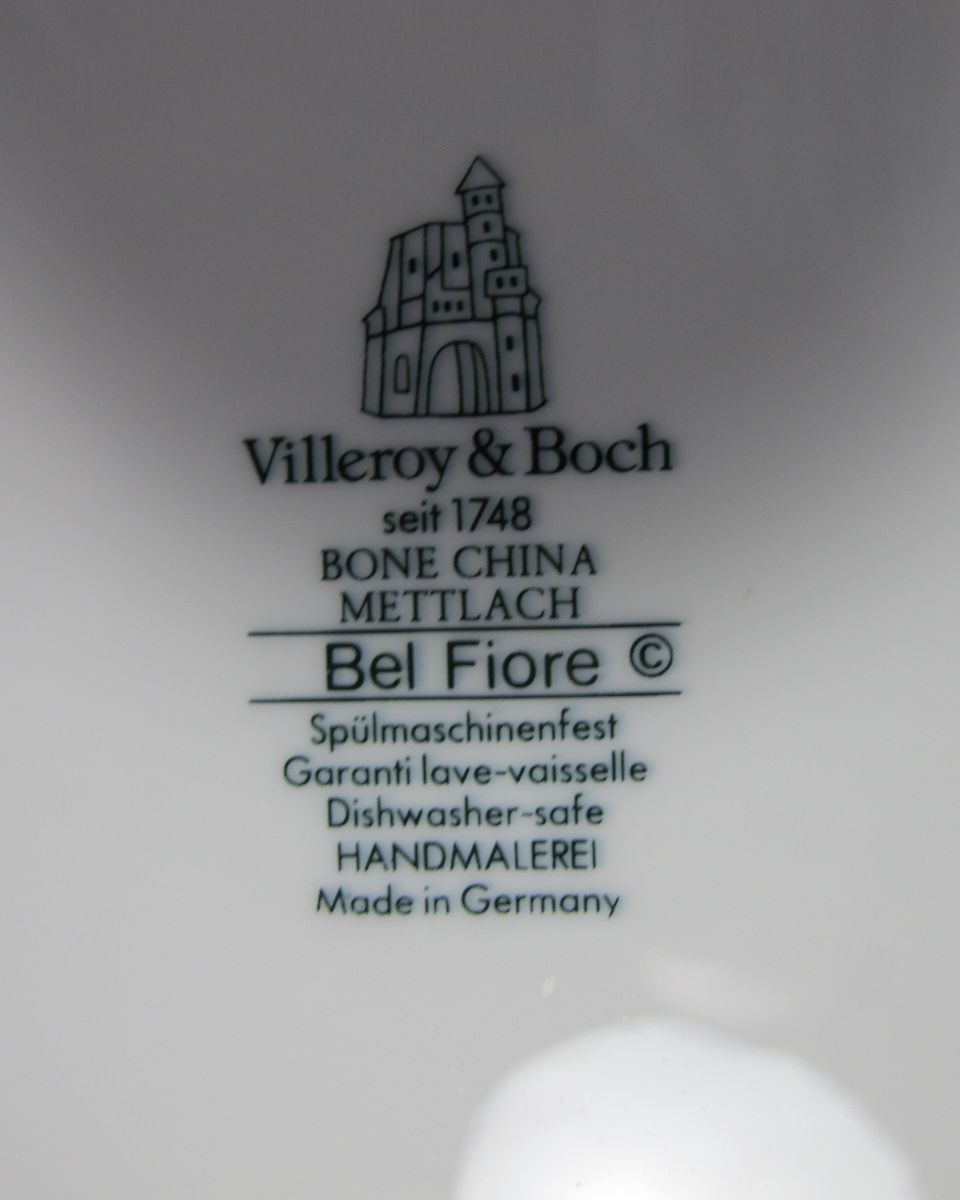 Villeroy & Boch
seit 1748
BONE CHINA
METTLACH
Bel Fiore ©
Spülmaschinenfest
Garanti lave-vaisselle
Dishwasher-safe
HANDMALEREI
Made in Germany